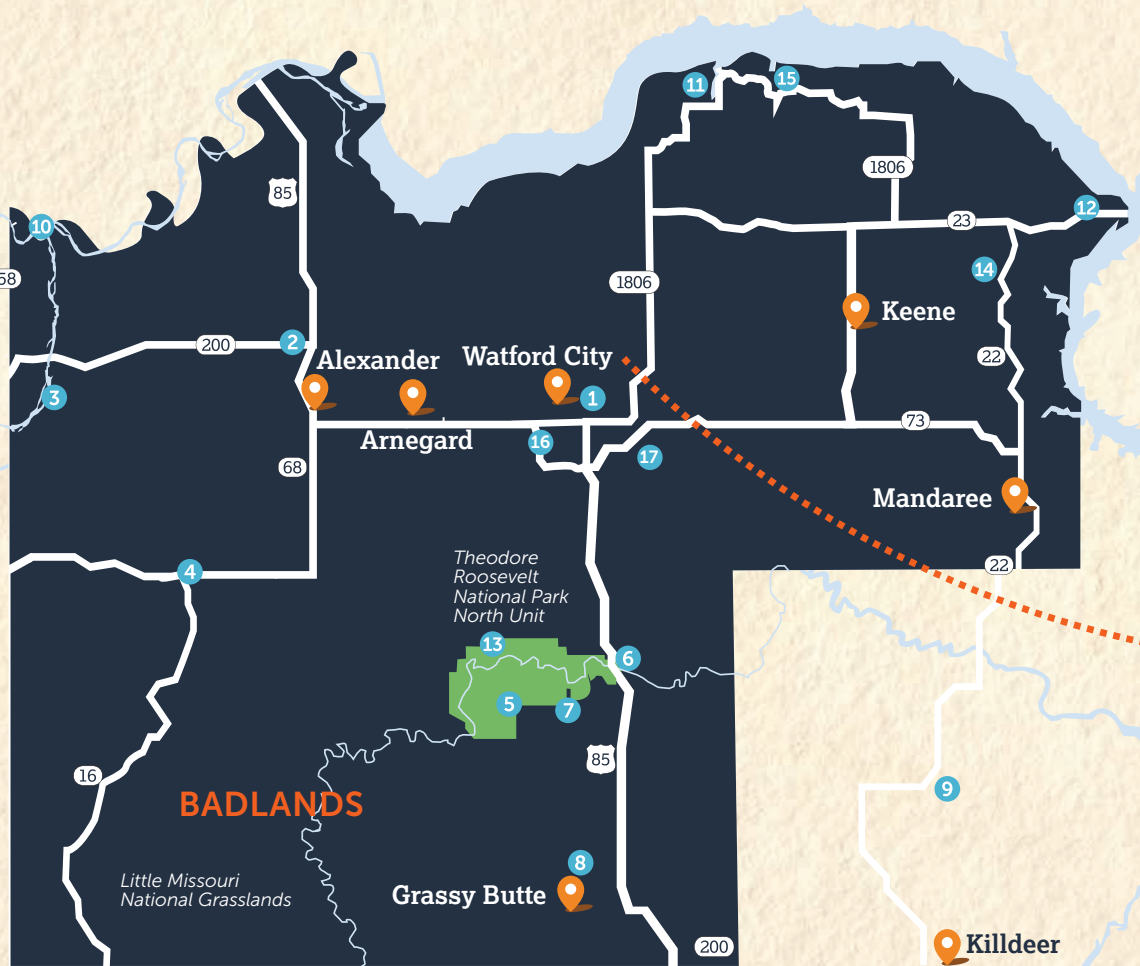 11
15
1806
85
12
10
23
58
14
1806
Keene
2
200
22
Alexander
Watford City
3
1
73
Arnegard
16
17
68
Mandaree
Theodore
Roosevelt
National Park
North Unit
22
4
13
6
5
7
85
16
9
BADLANDS
8
Little Missouri
National Grasslands
Grassy Butte
200
Killdeer